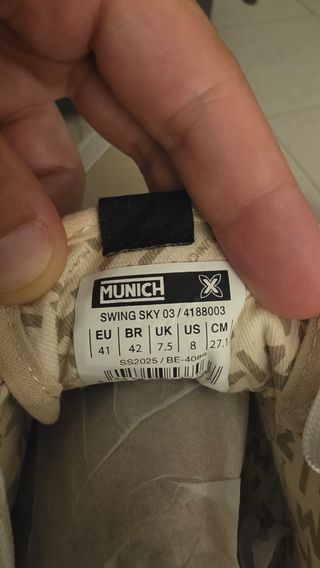 MUNICH
SWING SKY 03 / 4188003
EU BR UK US CM
41 42 7.5 8 27.1
SS2025 / BE-4088